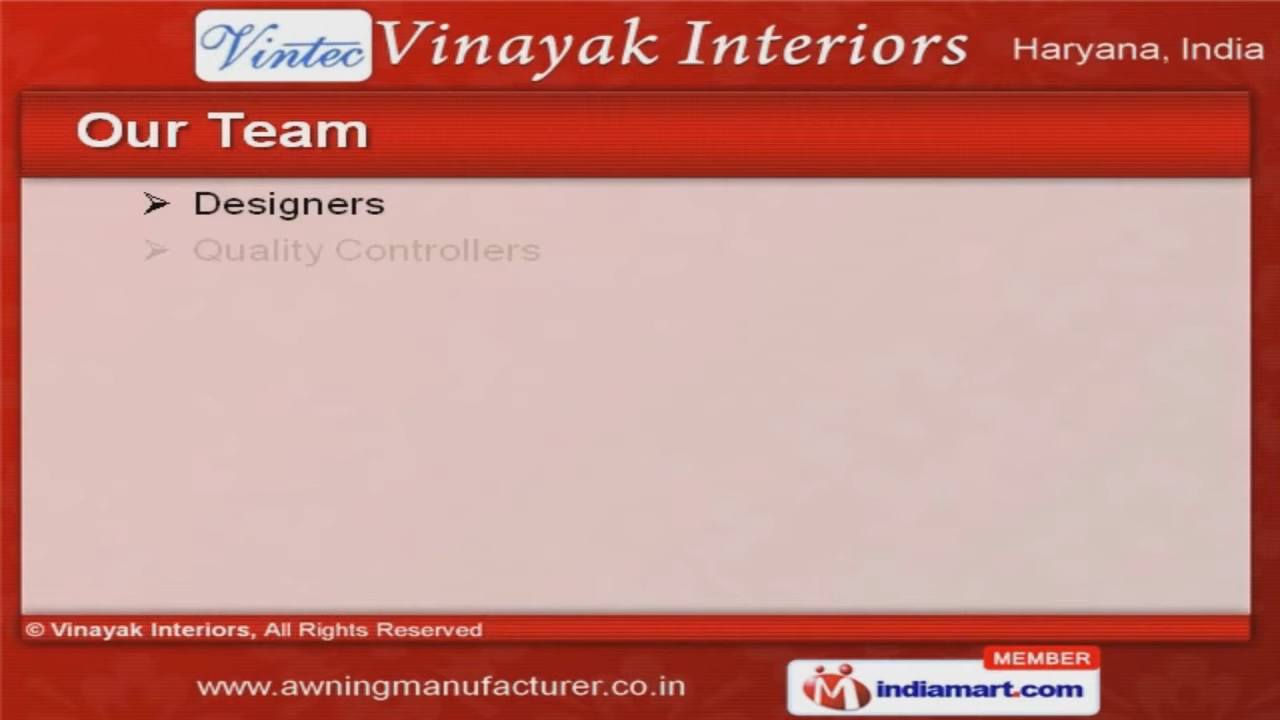 Vintec Vinayak Interiors Haryana, India
Our Team
➢ Designers
➢ Quality Controllers
© Vinayak Interiors, All Rights Reserved
MEMBER
www.awningmanufacturer.co.in
indiamart.com